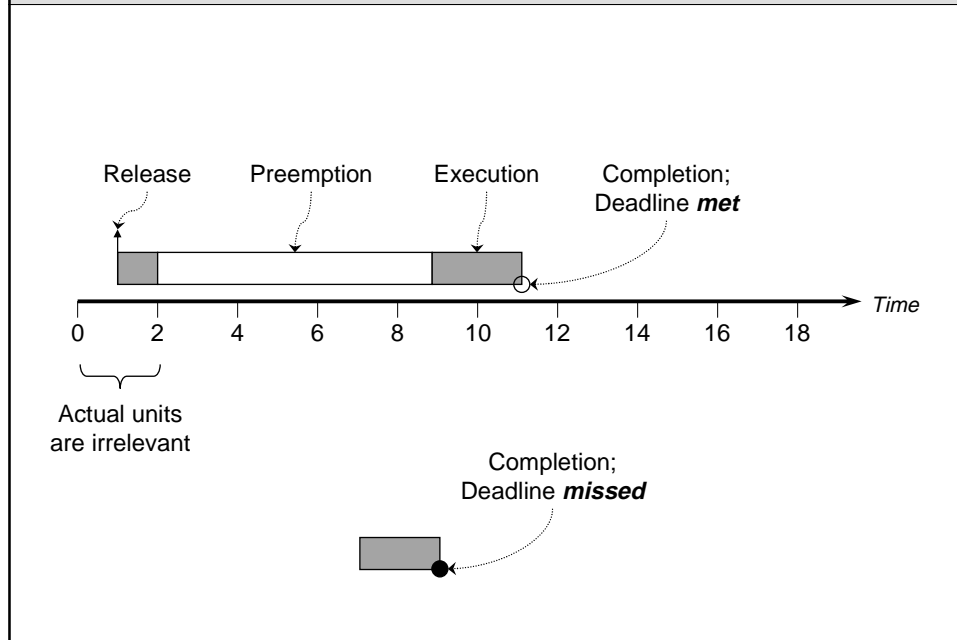 Release
Preemption
Execution
Completion;
Deadline met
Time
0 2 4 6 8 10 12 14 16 18
Actual units
are irrelevant
Completion;
Deadline missed